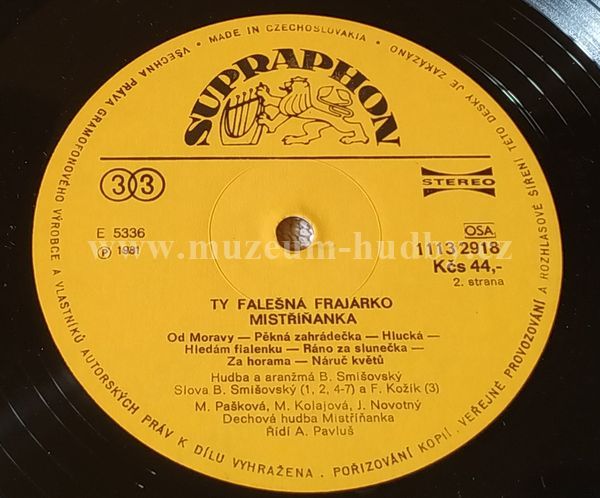 VŠECHNA PRÁVA GRAMOFONOVÉHO VÝROBCE A VLASTNÍKŮ AUTORSKÝCH PRÁV K DÍLU VYHRAŽENA. POŘIZOVÁNÍ KOPIÍ, VEŘEJNÉ PROVOZOVÁNÍ A ROZHLASOVÉ ŠÍŘENÍ TÉTO DESKY JE ZAKÁZÁNO • MADE IN CZECHOSLOVAKIA •
SUPRAPHON
33
STEREO
E 5336
℗ 1981
OSA
1113 2918
Kčs 44,-
2. strana
www.muzeum-hudby.cz
TY FALEŠNÁ FRAJÁRKO
MISTŘÍŇANKA
Od Moravy — Pěkná zahrádečka — Hlucká —
Hledám fialenku — Ráno za slunečka —
Za horama — Náruč květů
Hudba a aranžmá B. Smišovský
Slova B. Smišovský (1, 2, 4-7) a F. Kožík (3)
M. Pašková, M. Kolajová, J. Novotný
Dechová hudba Mistříňanka
Řídí A. Pavluš